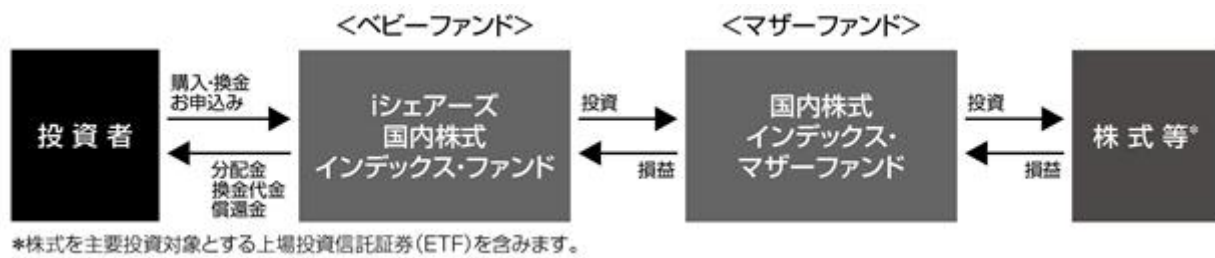 ＜ベビーファンド＞
＜マザーファンド＞
投資者
購入・換金
お申込み
分配金
換金代金
償還金
iシェアーズ
国内株式
インデックス・ファンド
投資
損益
国内株式
インデックス・
マザーファンド
投資
損益
株式等*
*株式を主要投資対象とする上場投資信託証券(ETF)を含みます。